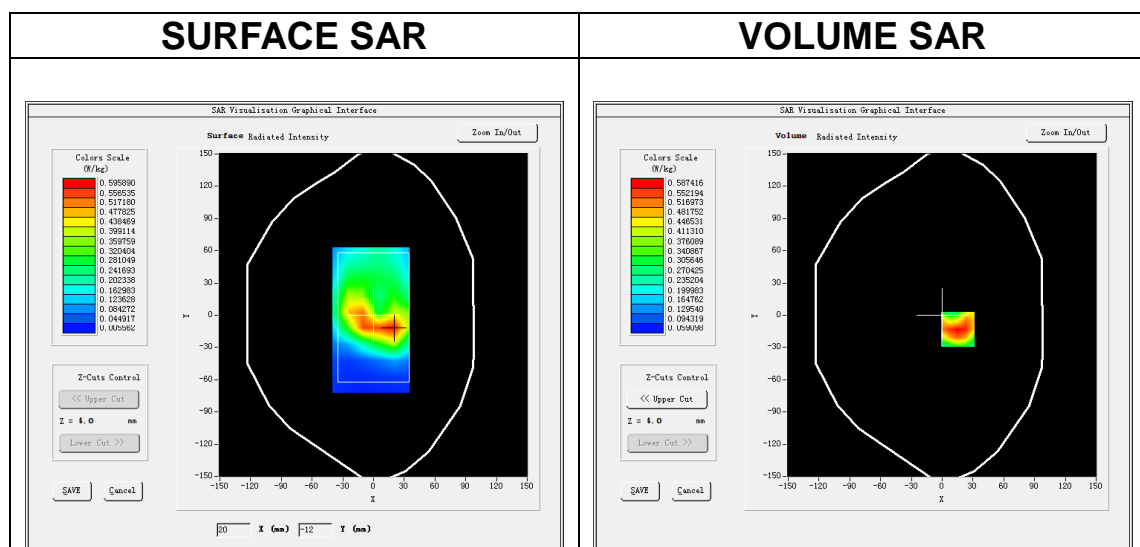 SURFACE SAR
VOLUME SAR
SAR Visualisation Graphical Interface
Surface Radiated Intensity
Zoom In/Out
Colors Scale
(W/kg)
0.595890
0.556535
0.517180
0.477825
0.438469
0.399114
0.359759
0.320404
0.281049
0.241693
0.202338
0.162983
0.123628
0.084272
0.044917
0.005562
Z-Cuts Control
<< Upper Cut
Z = 4.0 mm
Lower Cut >>
SAVE
Cancel
150
120
90
60
30
0
-30
-60
-90
-120
-150
Y
-150 -120 -90 -60 -30 0 30 60 90 120 150
X
20 X (mm) -12 Y (mm)
SAR Visualisation Graphical Interface
Volume Radiated Intensity
Zoom In/Out
Colors Scale
(W/kg)
0.587416
0.552194
0.516973
0.481752
0.446531
0.411310
0.376089
0.340867
0.305646
0.270425
0.235204
0.199983
0.164762
0.129540
0.094319
0.059098
Z-Cuts Control
<< Upper Cut
Z = 4.0 mm
Lower Cut >>
SAVE
Cancel
150
120
90
60
30
0
-30
-60
-90
-120
-150
Y
-150 -120 -90 -60 -30 0 30 60 90 120 150
X